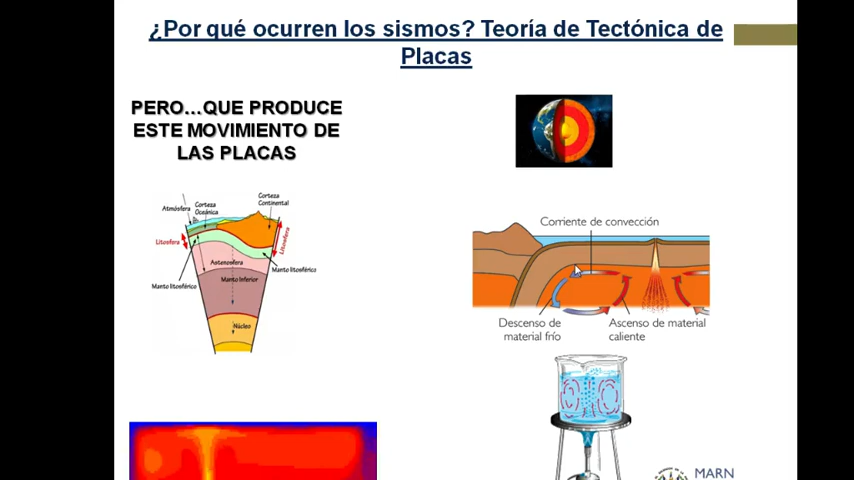 ¿Por qué ocurren los sismos? Teoría de Tectónica de
Placas
PERO...QUE PRODUCE
ESTE MOVIMIENTO DE
LAS PLACAS
Atmósfera
Corteza
Oceánica
Corteza
Continental
Litosfera
Litosfera
Astenosfera
Manto litosférico
Manto litosférico
Manto Inferior
Núcleo
Corriente de convección
Descenso de
material frío
Ascenso de material
caliente
MARN